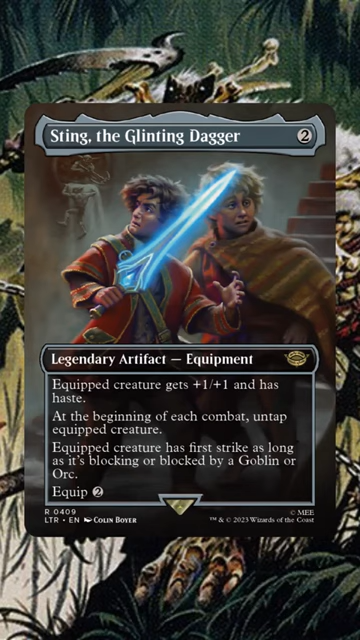 Sting, the Glinting Dagger 2
Legendary Artifact — Equipment
Equipped creature gets +1/+1 and has
haste.
At the beginning of each combat, untap
equipped creature.
Equipped creature has first strike as long
as it's blocking or blocked by a Goblin or
Orc.
Equip 2
R 0409
LTR • EN Colin Boyer
© MEE
™ & © 2023 Wizards of the Coast